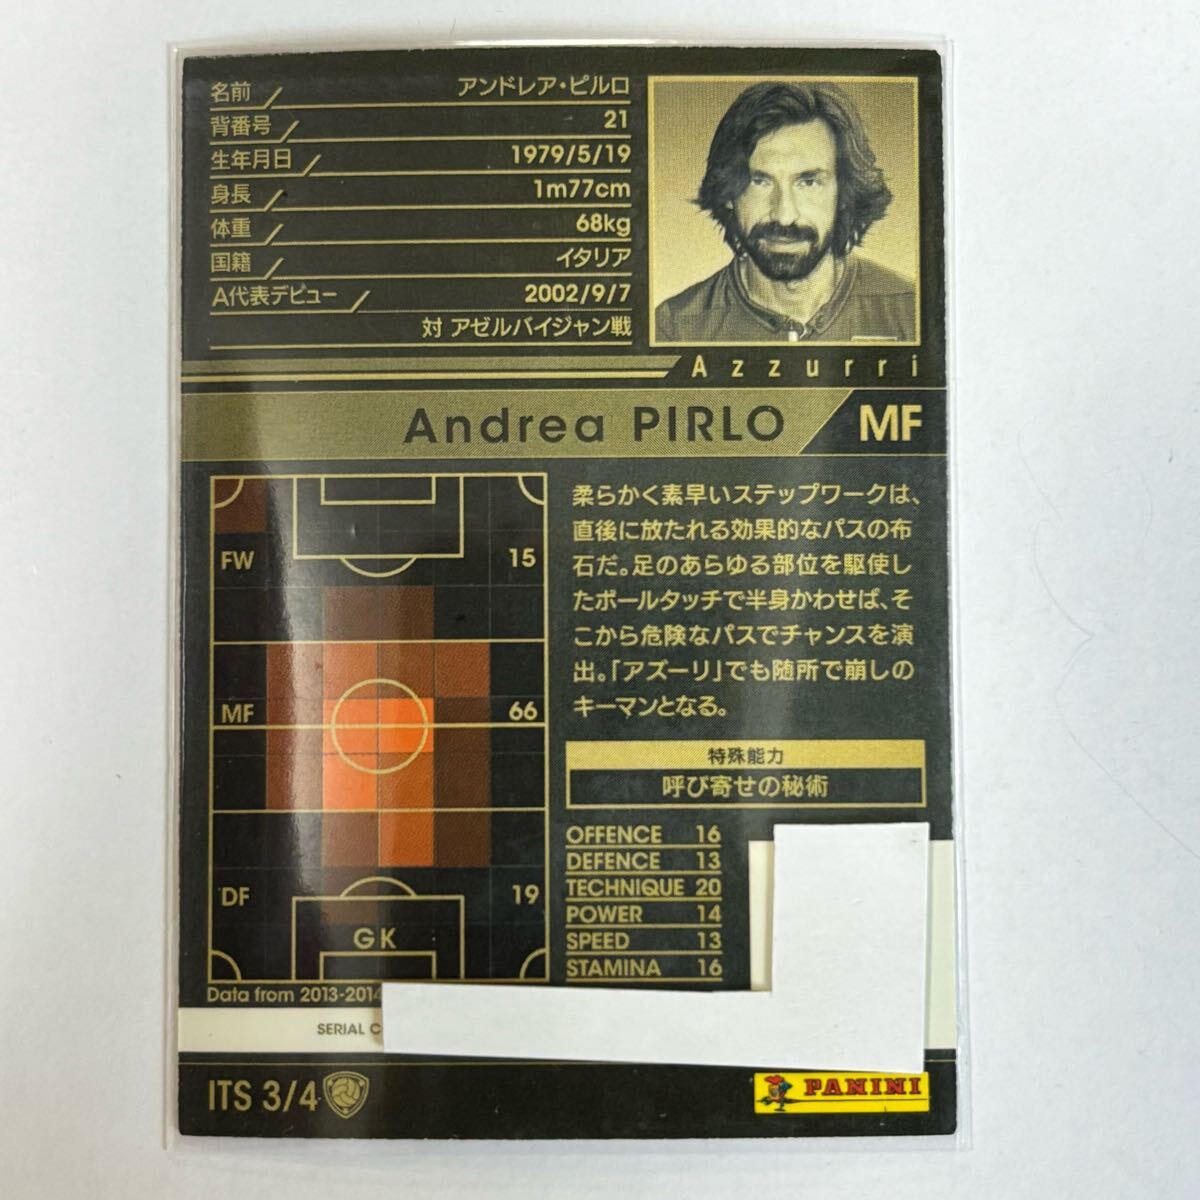 名前 アンドレア・ピルロ
背番号 21
生年月日 1979/5/19
身長 1m77cm
体重 68kg
国籍 イタリア
A代表デビュー 2002/9/7
対 アゼルバイジャン戦
Azzurri
Andrea PIRLO MF
FW 15
MF 66
DF 19
GK
Data from 2013-2014
柔らかく素早いステップワークは、
直後に放たれる効果的なパスの布
石だ。足のあらゆる部位を駆使し
たボールタッチで半身かわせば、そ
こから危険なパスでチャンスを演
出。「アズーリ」でも随所で崩しの
キーマンとなる。
特殊能力
呼び寄せの秘術
OFFENCE 16
DEFENCE 13
TECHNIQUE 20
POWER 14
SPEED 13
STAMINA 16
SERIAL C
ITS 3/4
PANINI